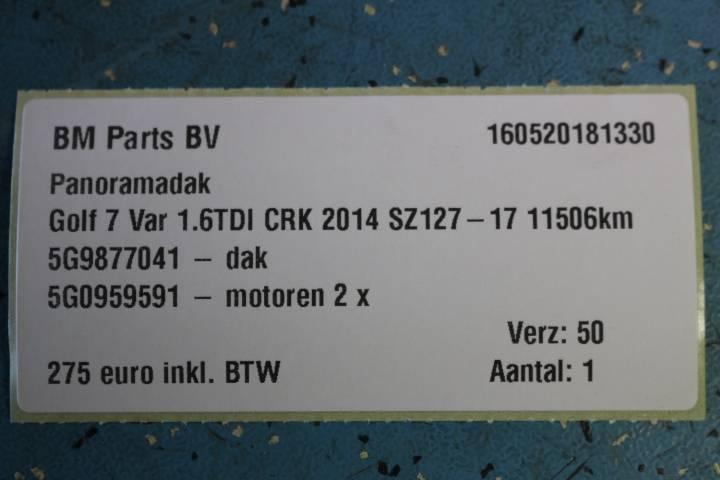 BM Parts BV 160520181330
Panoramadak
Golf 7 Var 1.6TDI CRK 2014 SZ127-17 11506km
5G9877041 - dak
5G0959591 - motoren 2 x
Verz: 50
275 euro inkl. BTW Aantal: 1